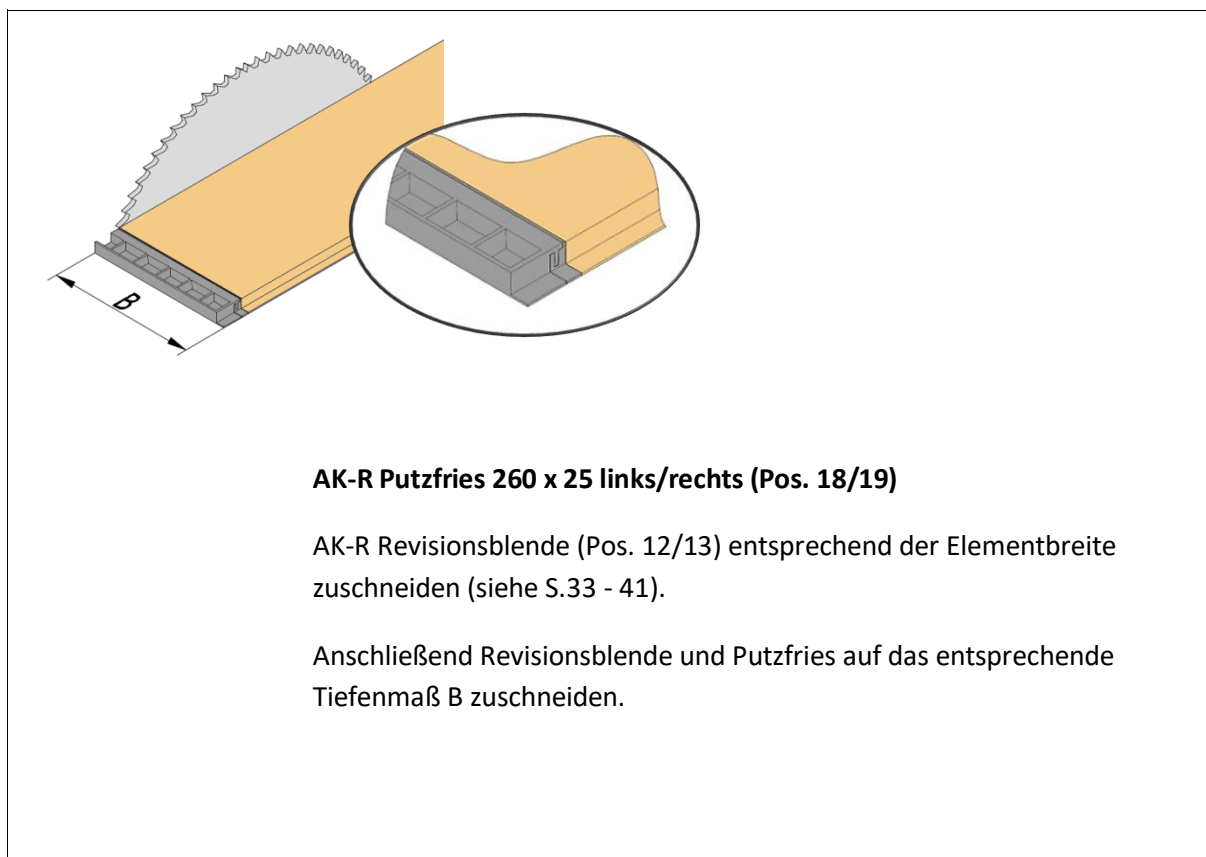 B
AK-R Putzfries 260 x 25 links/rechts (Pos. 18/19)
AK-R Revisionsblende (Pos. 12/13) entsprechend der Elementbreite
zuschneiden (siehe S.33 - 41).
Anschließend Revisionsblende und Putzfries auf das entsprechende
Tiefenmaß B zuschneiden.